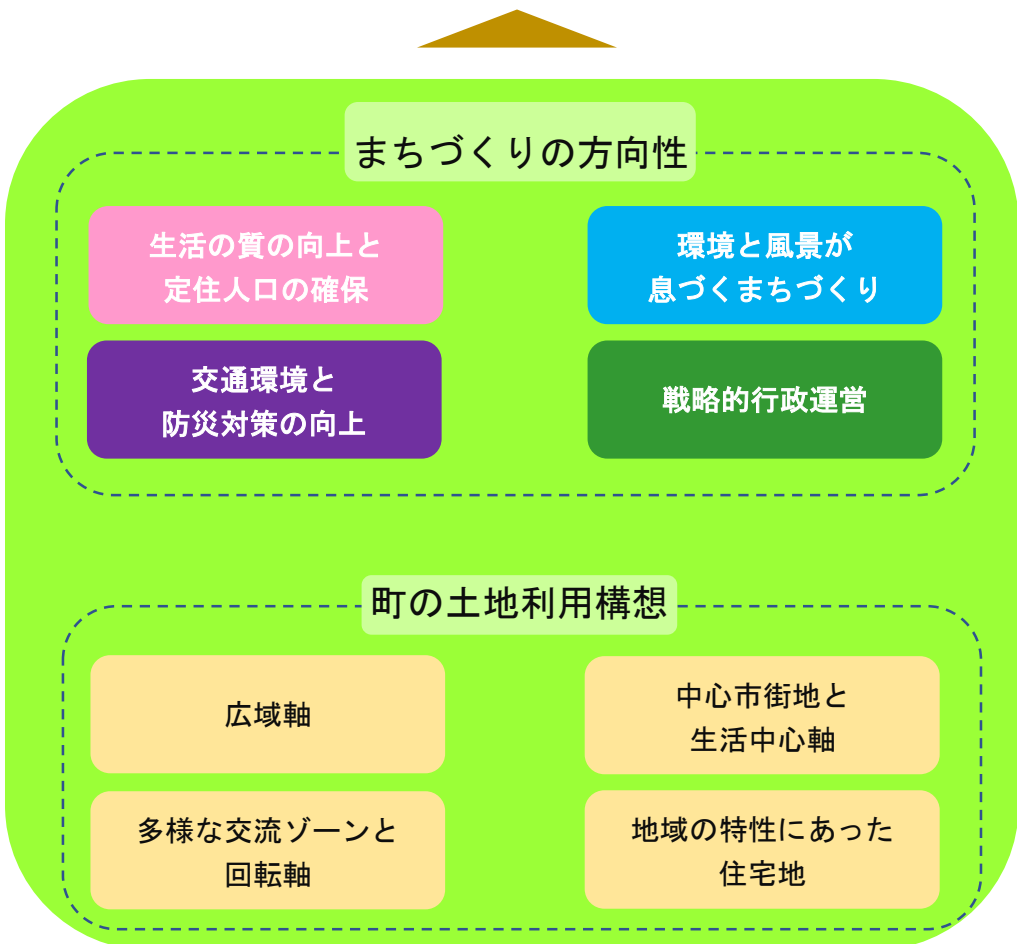 まちづくりの方向性
生活の質の向上と
定住人口の確保
環境と風景が
息づくまちづくり
交通環境と
防災対策の向上
戦略的行政運営
町の土地利用構想
広域軸
中心市街地と
生活中心軸
多様な交流ゾーンと
回転軸
地域の特性にあった
住宅地